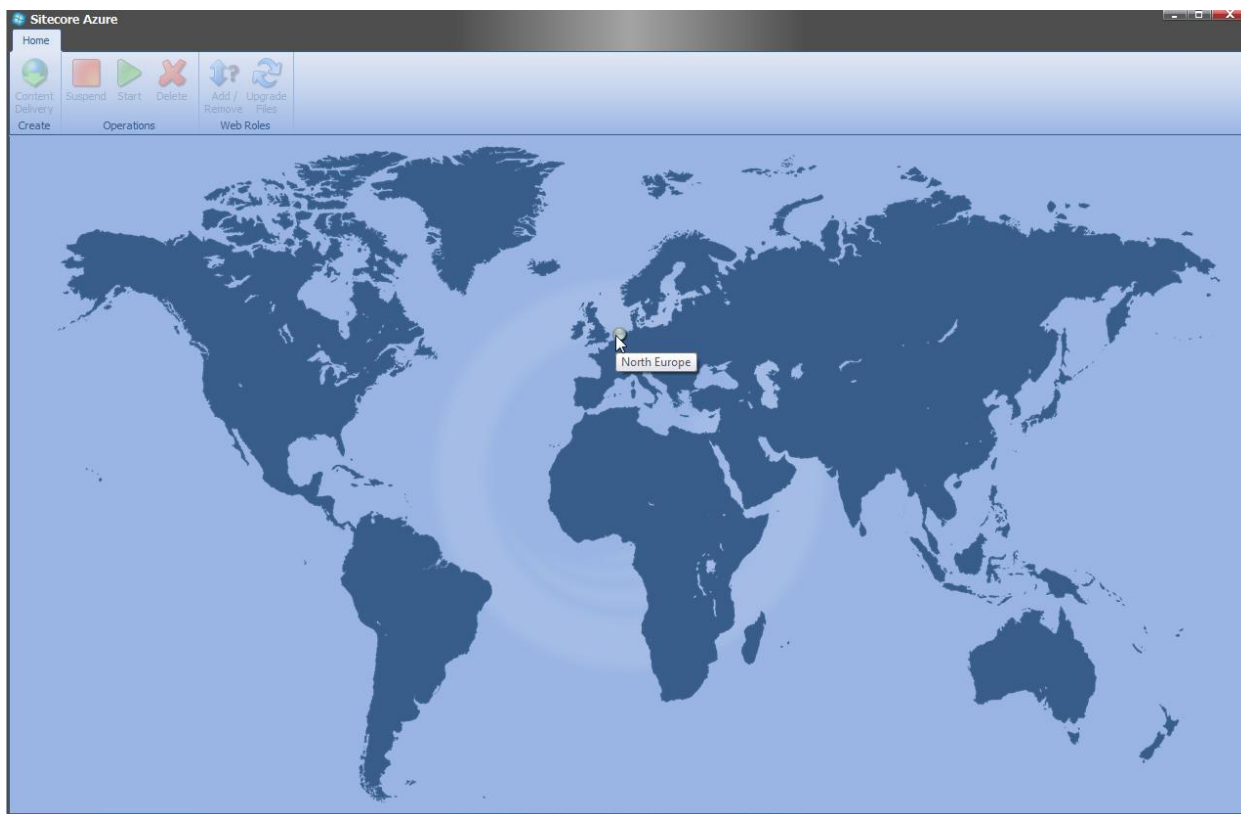 Sitecore Azure
Home
Content Delivery
Suspend
Start
Delete
Add / Remove
Upgrade Files
Create
Operations
Web Roles
North Europe